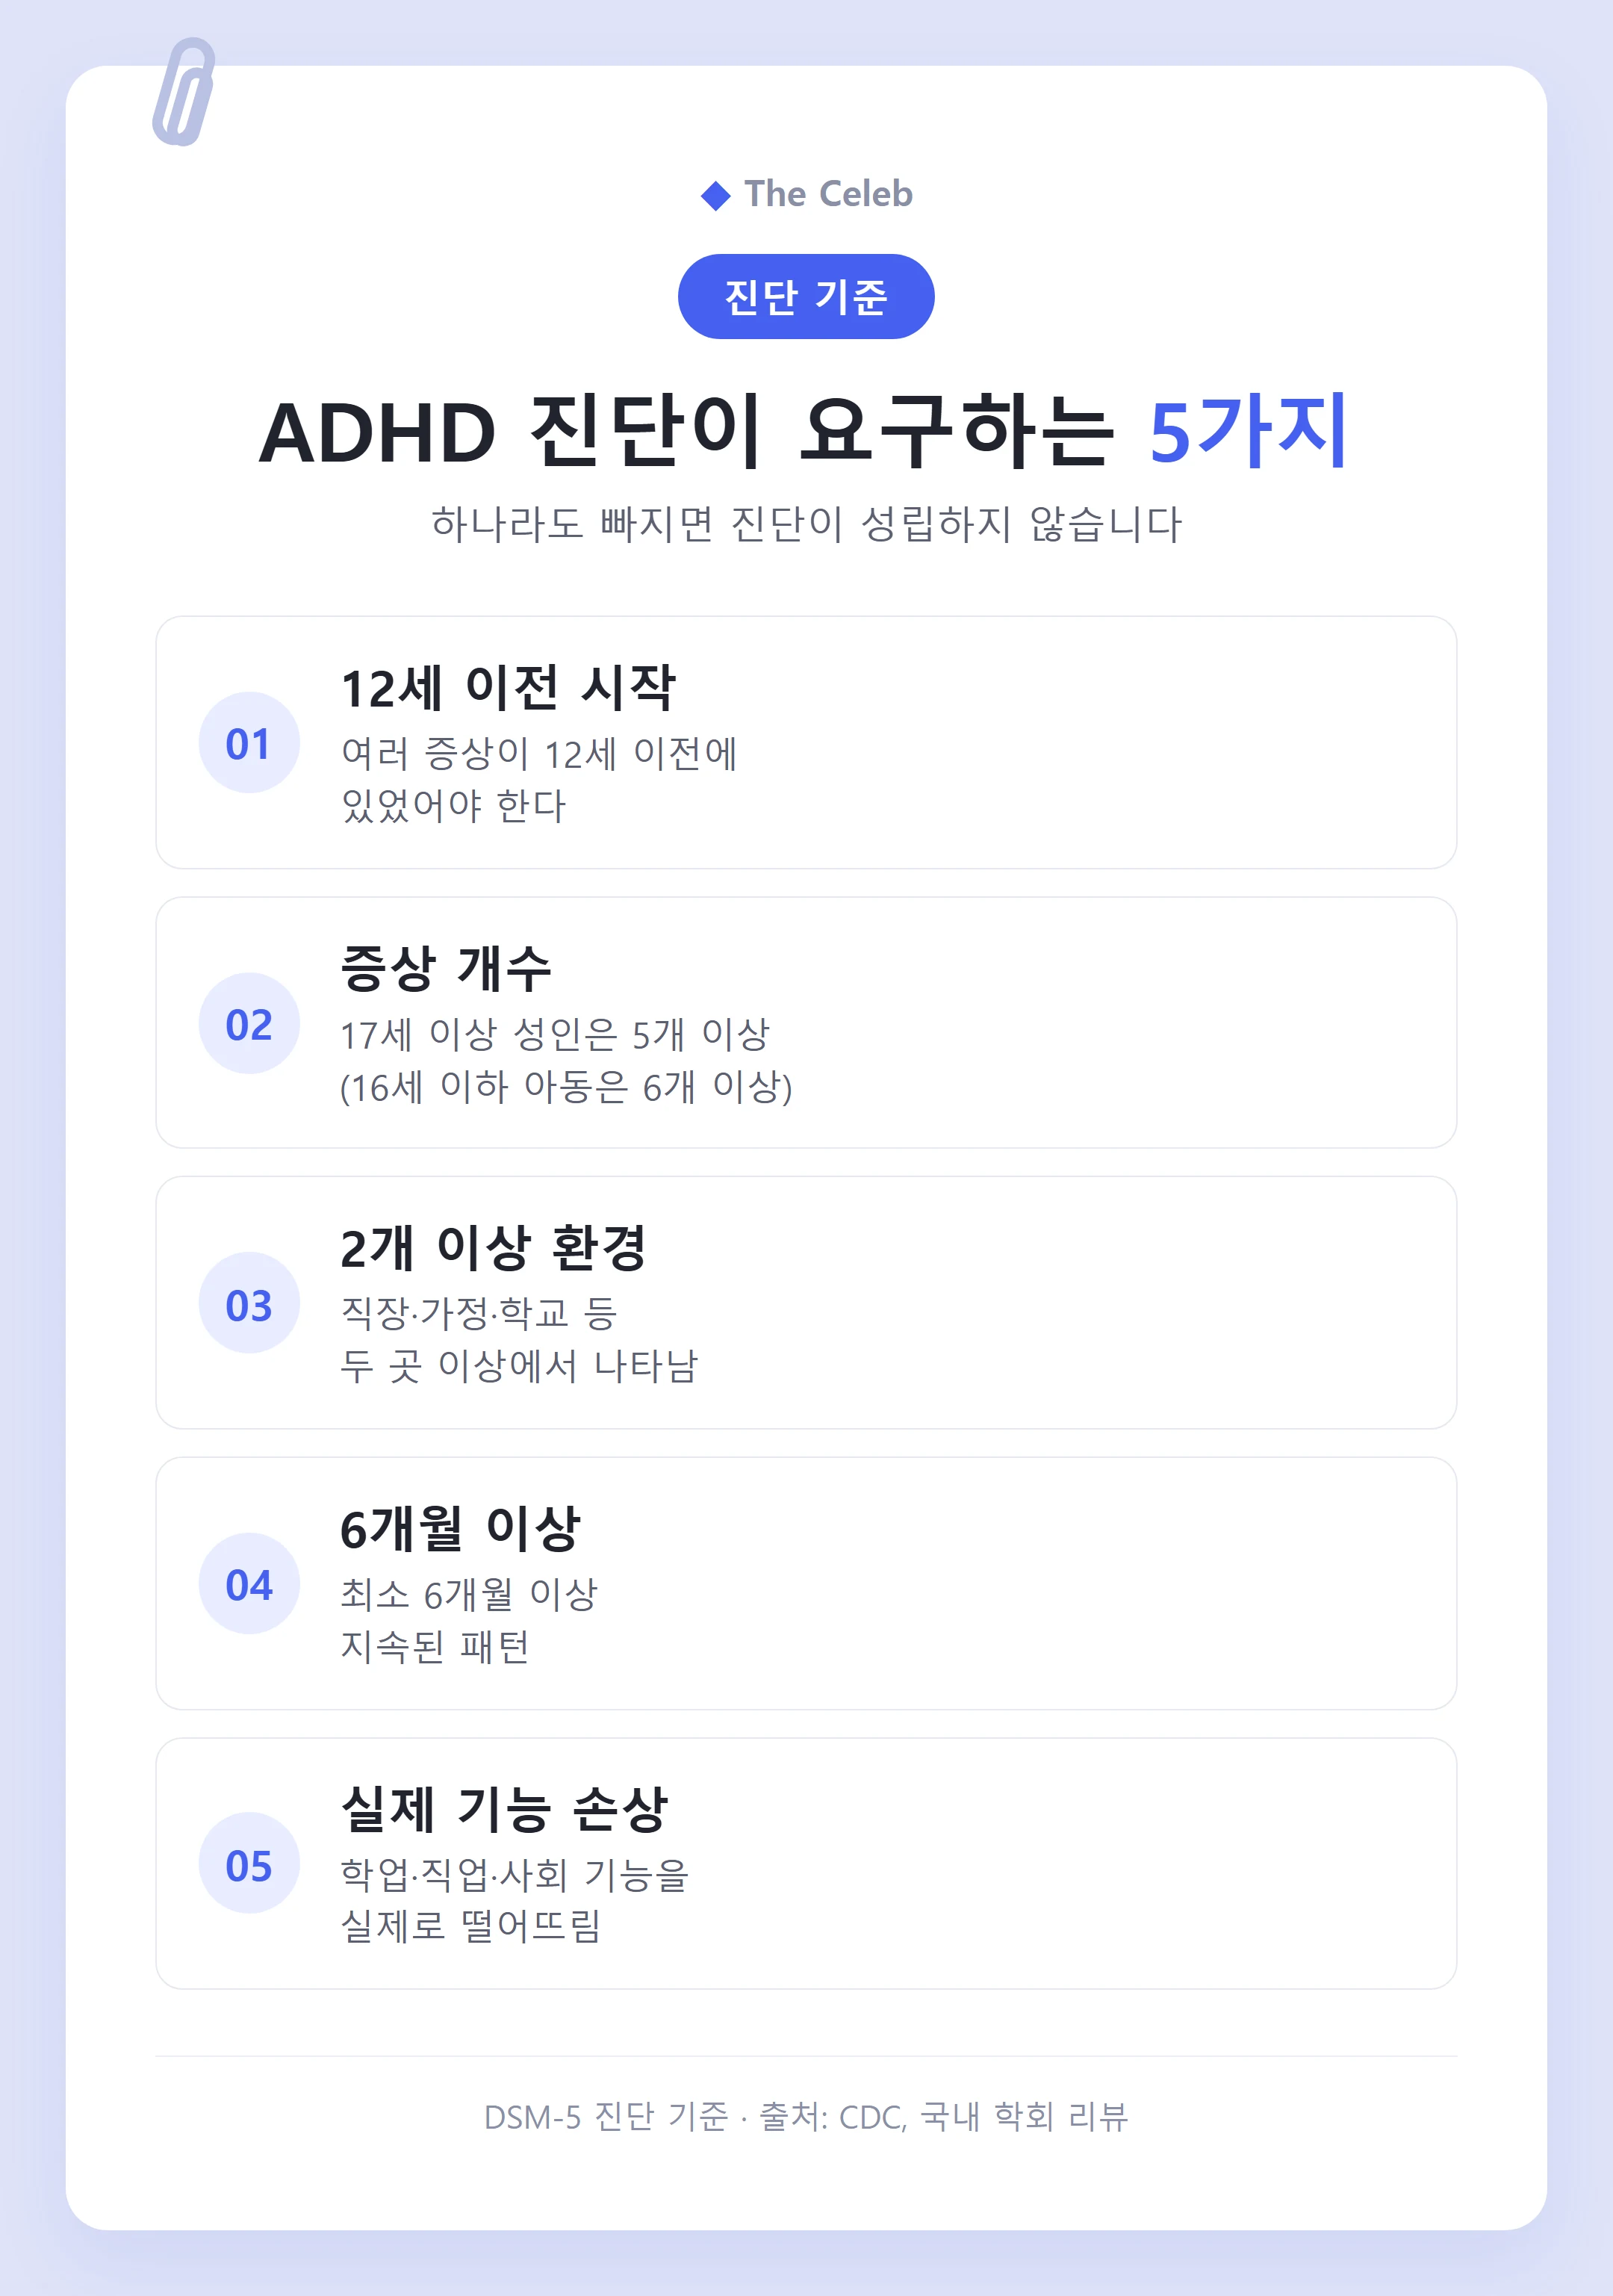 ◆ The Celeb
진단 기준
ADHD 진단이 요구하는 5가지
하나라도 빠지면 진단이 성립하지 않습니다
01
12세 이전 시작
여러 증상이 12세 이전에
있었어야 한다
02
증상 개수
17세 이상 성인은 5개 이상
(16세 이하 아동은 6개 이상)
03
2개 이상 환경
직장·가정·학교 등
두 곳 이상에서 나타남
04
6개월 이상
최소 6개월 이상
지속된 패턴
05
실제 기능 손상
학업·직업·사회 기능을
실제로 떨어뜨림
DSM-5 진단 기준 · 출처: CDC, 국내 학회 리뷰